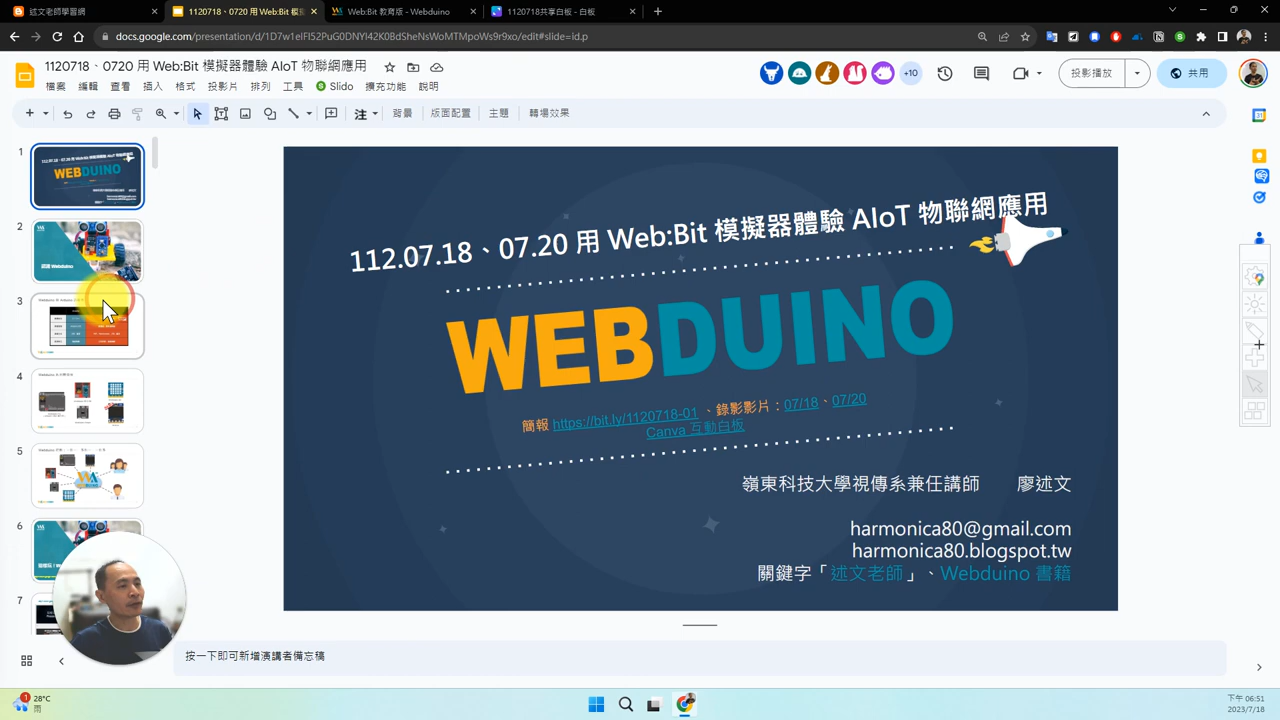 述文老師學習網
1120718、0720 用 Web:Bit 模
Web:Bit 教育版 - Webduino
1120718共享白板 - 白板
docs.google.com/presentation/d/1D7w1elFI52PuG0DNYI42K0BdSheNsWoMTMpoWs9r9xo/edit#slide=id.p
1120718、0720 用 Web:Bit 模擬器體驗 AIoT 物聯網應用
檔案 編輯 查看 插入 格式 投影片 排列 工具 Slido 擴充功能 說明
+10
投影播放
共用
注 背景 版面配置 主題 轉場效果
1
2
3
4
5
6
7
112.07.18、07.20 用 Web:Bit 模擬器體驗 AIoT 物聯網應用
WEBDUINO
簡報 https://bit.ly/1120718-01 、錄影影片：07/18、07/20
Canva 互動白板
嶺東科技大學視傳系兼任講師 廖述文
harmonica80@gmail.com
harmonica80.blogspot.tw
關鍵字「述文老師」、Webduino 書籍
按一下即可新增演講者備忘稿
1
28°C
雨
下午 06:51
2023/7/18